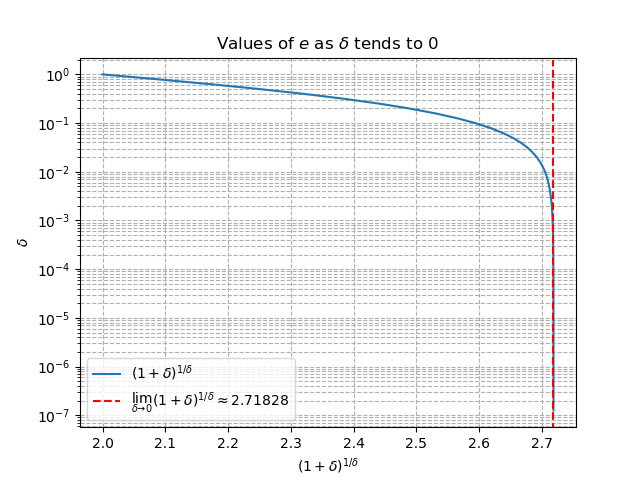 Values of e as δ tends to 0
10⁰
10⁻¹
10⁻²
10⁻³
10⁻⁴
10⁻⁵
10⁻⁶
10⁻⁷
δ
(1 + δ)^{1/δ}
lim_{δ→0}(1 + δ)^{1/δ} ≈ 2.71828
2.0 2.1 2.2 2.3 2.4 2.5 2.6 2.7
(1 + δ)^{1/δ}